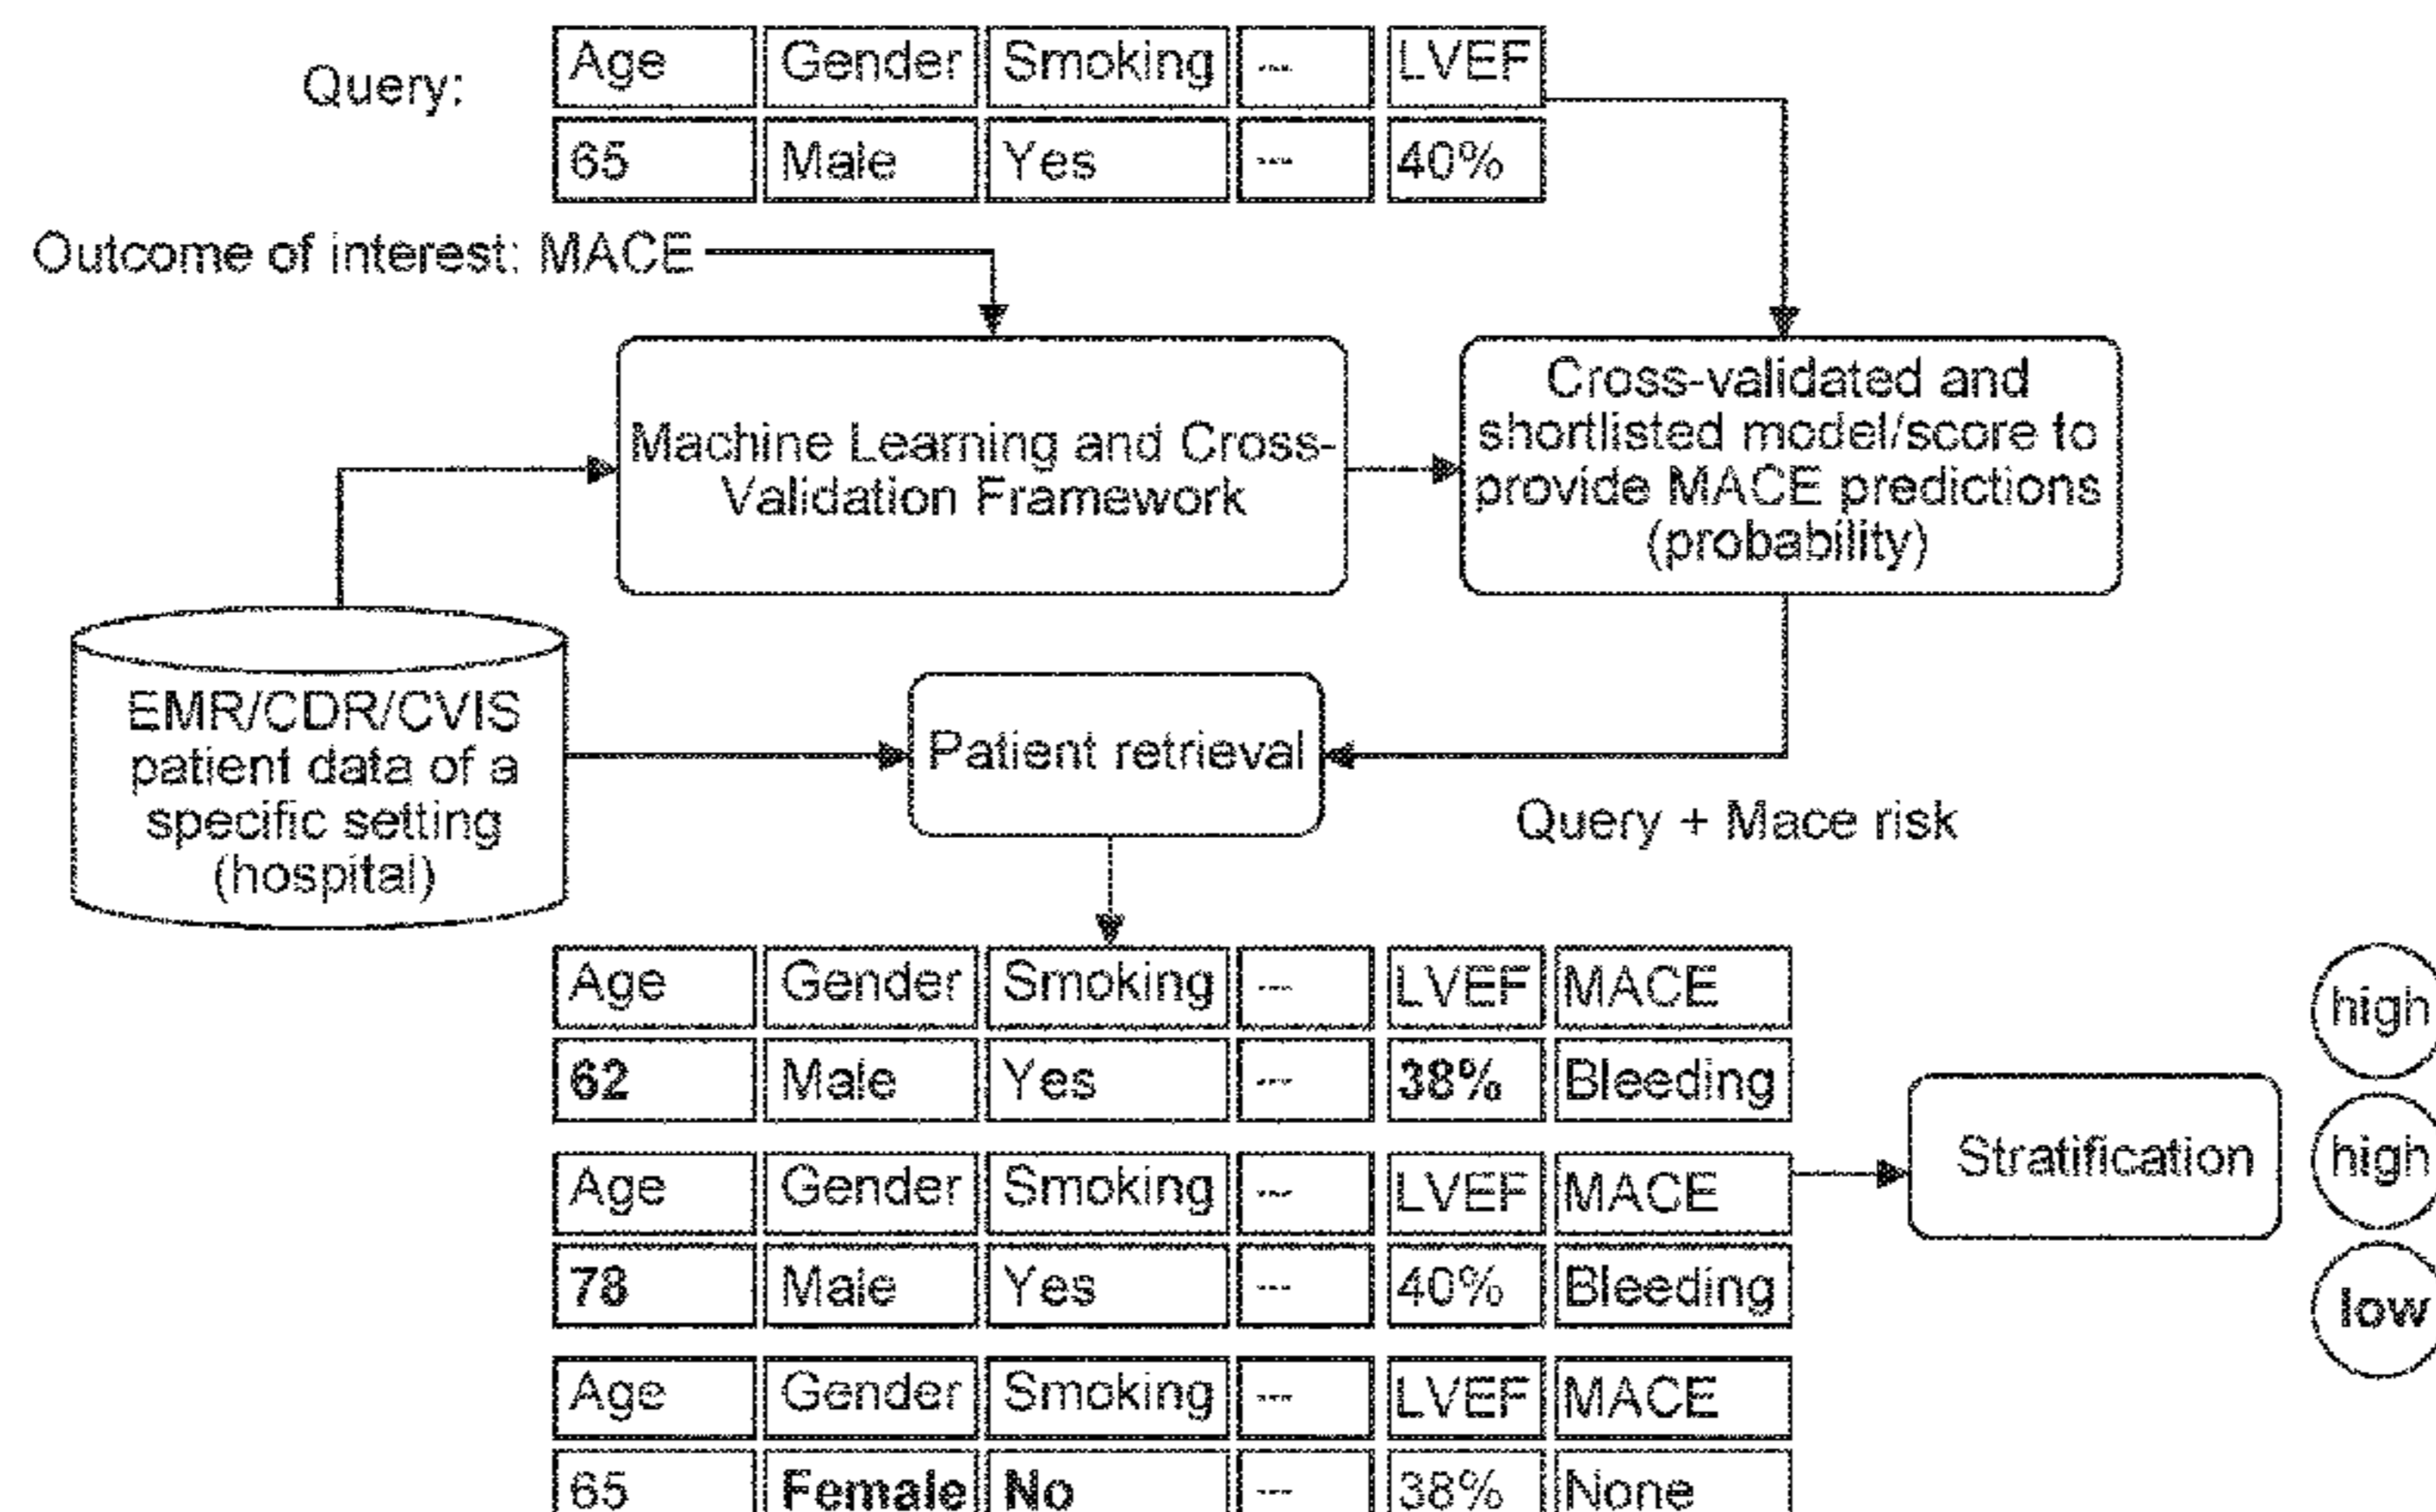 Query:
Age Gender Smoking --- LVEF
65 Male Yes --- 40%
Outcome of interest: MACE
Machine Learning and Cross-
Validation Framework
Cross-validated and
shortlisted model/score to
provide MACE predictions
(probability)
EMR/CDR/CVIS
patient data of a
specific setting
(hospital)
Patient retrieval
Query + Mace risk
Age Gender Smoking --- LVEF MACE
62 Male Yes --- 38% Bleeding
Age Gender Smoking --- LVEF MACE
78 Male Yes --- 40% Bleeding
Age Gender Smoking --- LVEF MACE
65 Female No --- 38% None
Stratification
high
high
low